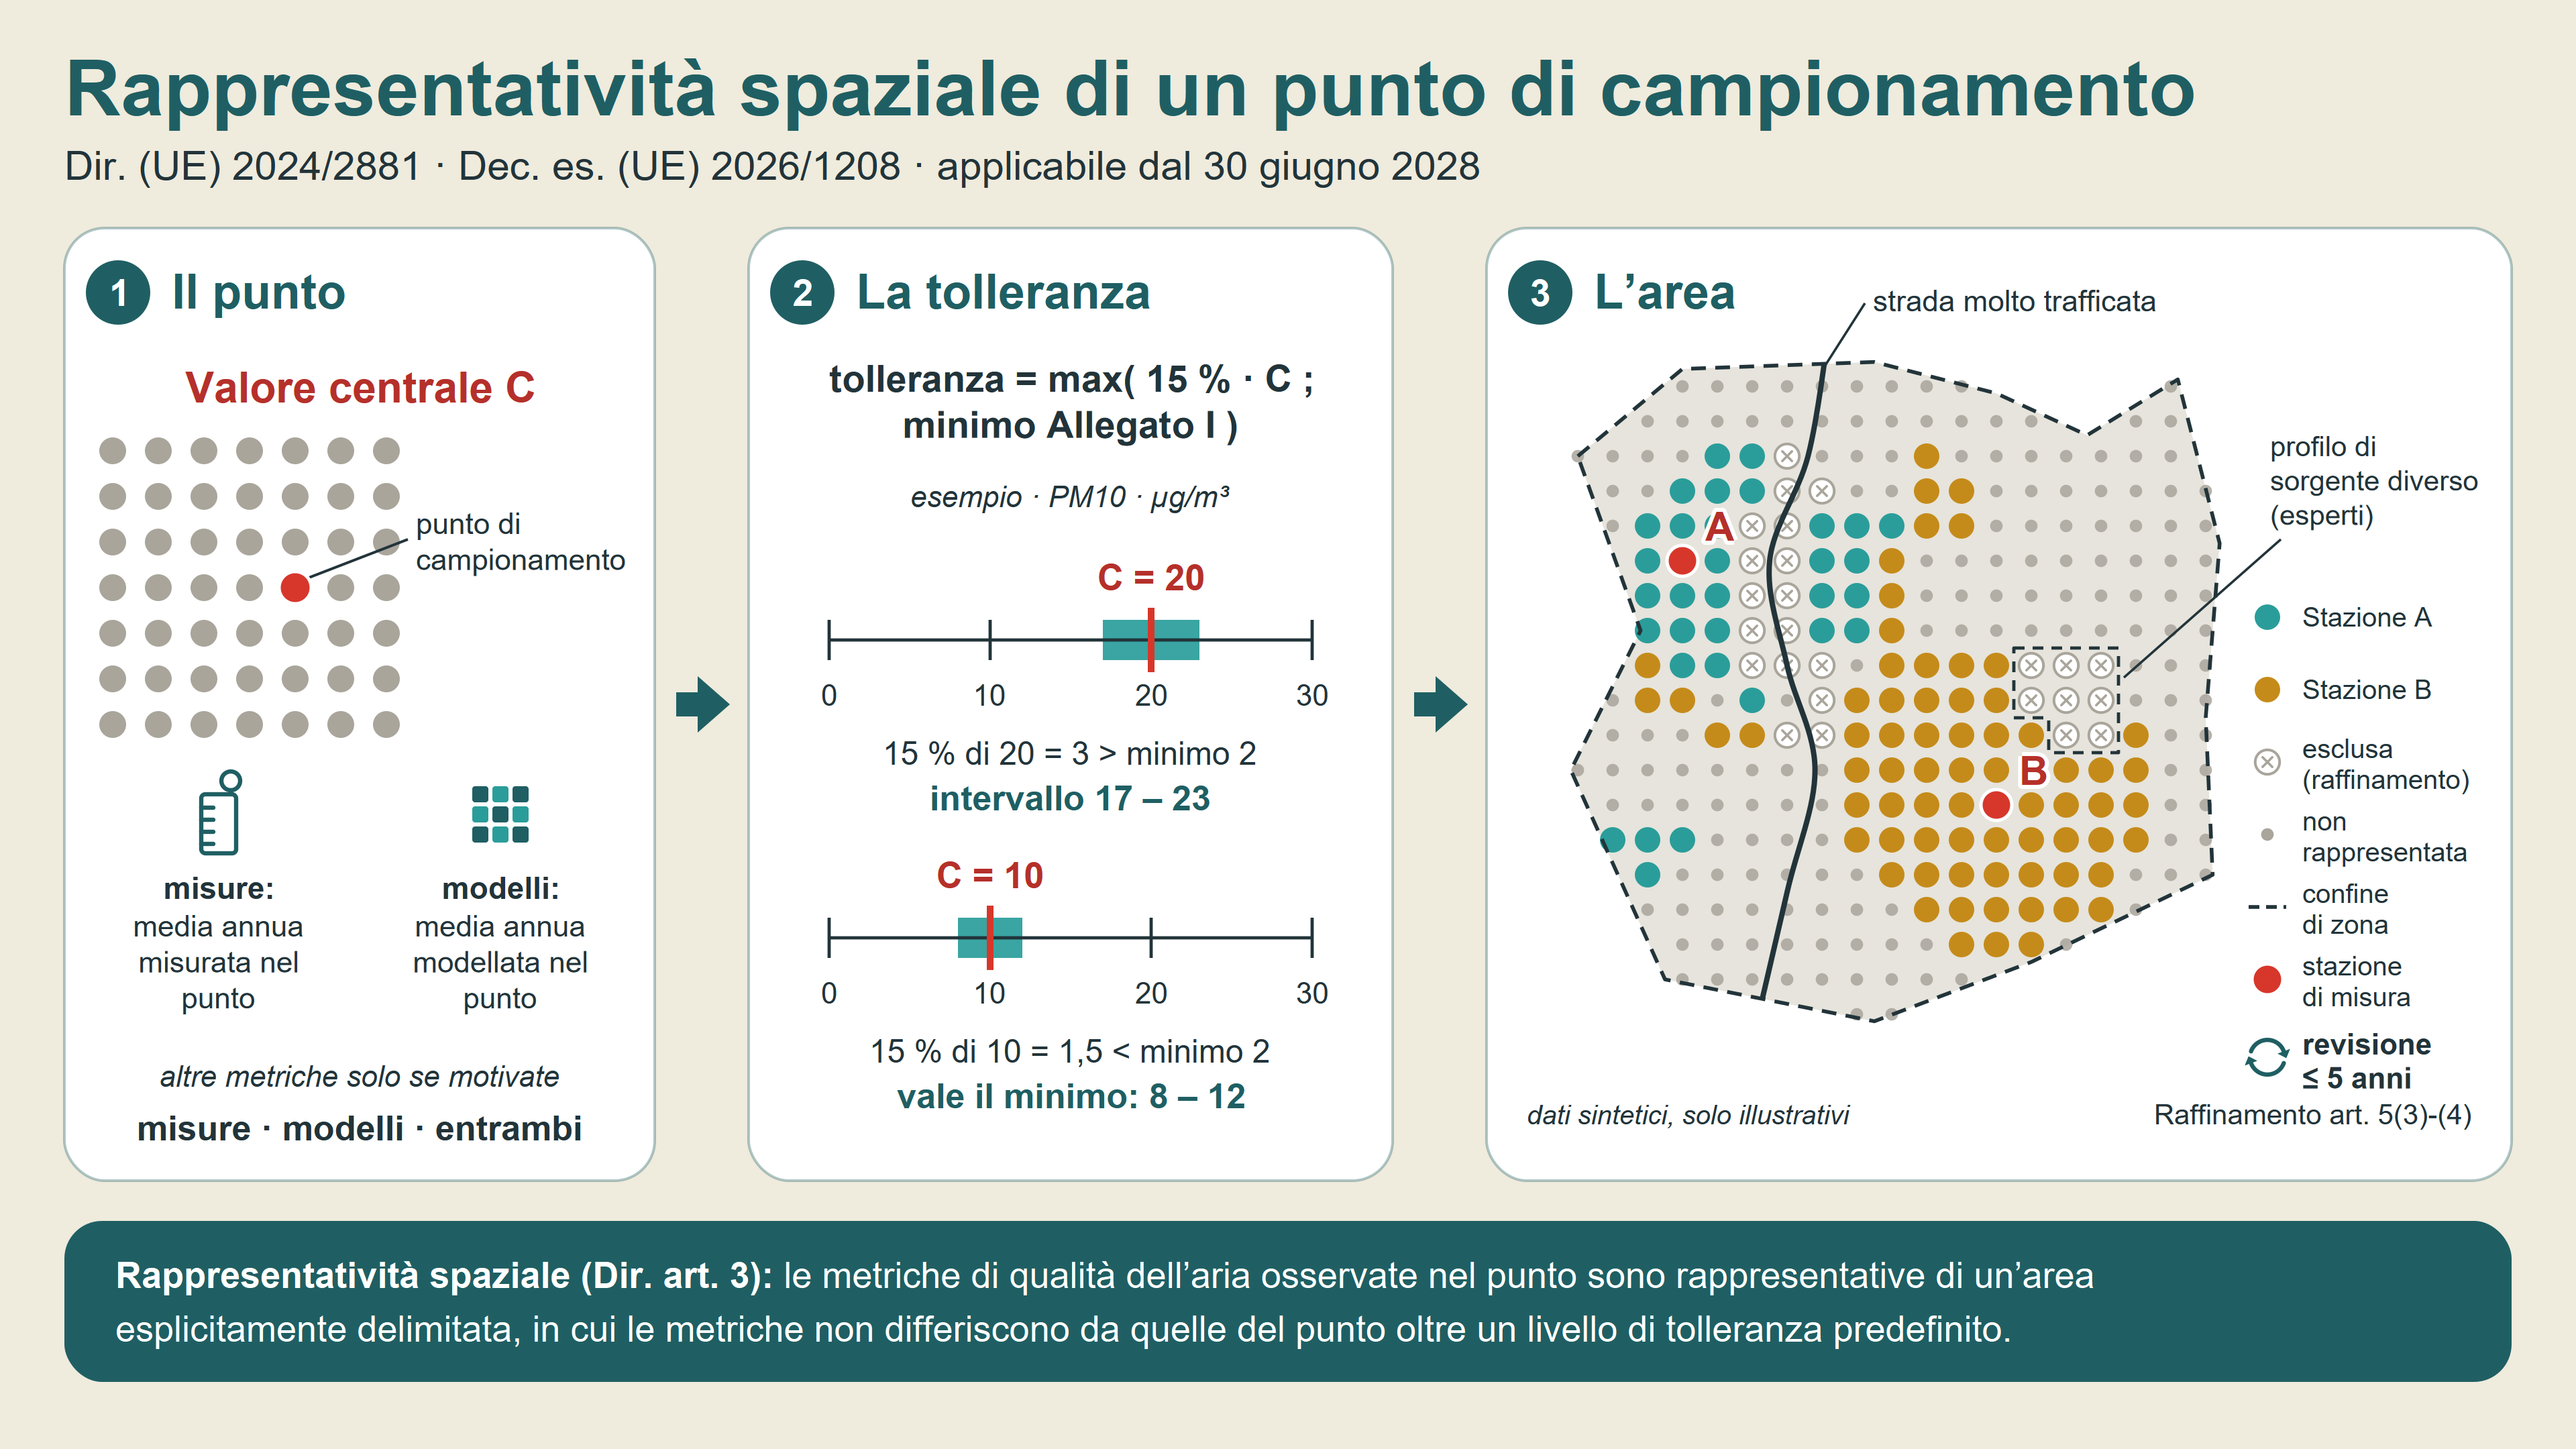 Rappresentatività spaziale di un punto di campionamento
Dir. (UE) 2024/2881 · Dec. es. (UE) 2026/1208 · applicabile dal 30 giugno 2028
1 Il punto
Valore centrale C
punto di
campionamento
misure:
media annua
misurata nel
punto
modelli:
media annua
modellata nel
punto
altre metriche solo se motivate
misure · modelli · entrambi
2 La tolleranza
tolleranza = max( 15 % · C ;
minimo Allegato I )
esempio · PM10 · µg/m³
C = 20
0 10 20 30
15 % di 20 = 3 > minimo 2
intervallo 17 – 23
C = 10
0 10 20 30
15 % di 10 = 1,5 < minimo 2
vale il minimo: 8 – 12
3 L’area
strada molto trafficata
profilo di
sorgente diverso
(esperti)
A
B
Stazione A
Stazione B
esclusa
(raffinamento)
non
rappresentata
confine
di zona
stazione
di misura
revisione
≤ 5 anni
dati sintetici, solo illustrativi
Raffinamento art. 5(3)-(4)
Rappresentatività spaziale (Dir. art. 3): le metriche di qualità dell’aria osservate nel punto sono rappresentative di un’area
esplicitamente delimitata, in cui le metriche non differiscono da quelle del punto oltre un livello di tolleranza predefinito.